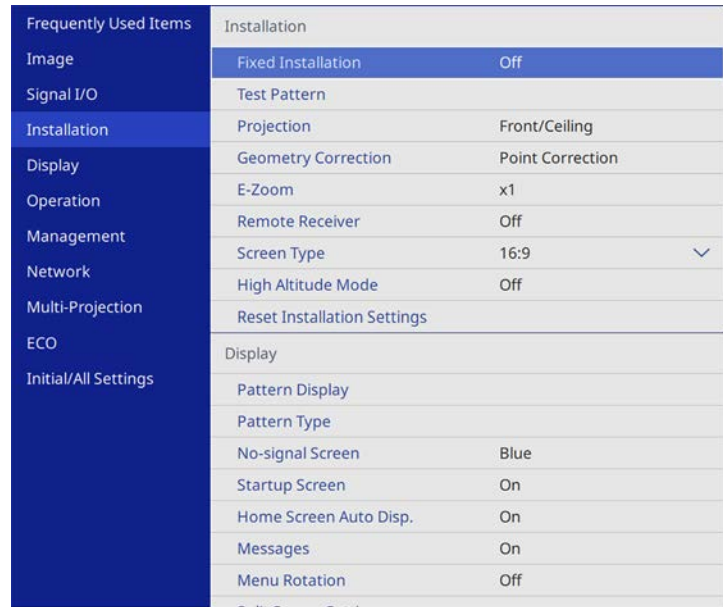 Frequently Used Items
Image
Signal I/O
Installation
Display
Operation
Management
Network
Multi-Projection
ECO
Initial/All Settings
Installation
Fixed Installation Off
Test Pattern
Projection Front/Ceiling
Geometry Correction Point Correction
E-Zoom x1
Remote Receiver Off
Screen Type 16:9
High Altitude Mode Off
Reset Installation Settings
Display
Pattern Display
Pattern Type
No-signal Screen Blue
Startup Screen On
Home Screen Auto Disp. On
Messages On
Menu Rotation Off